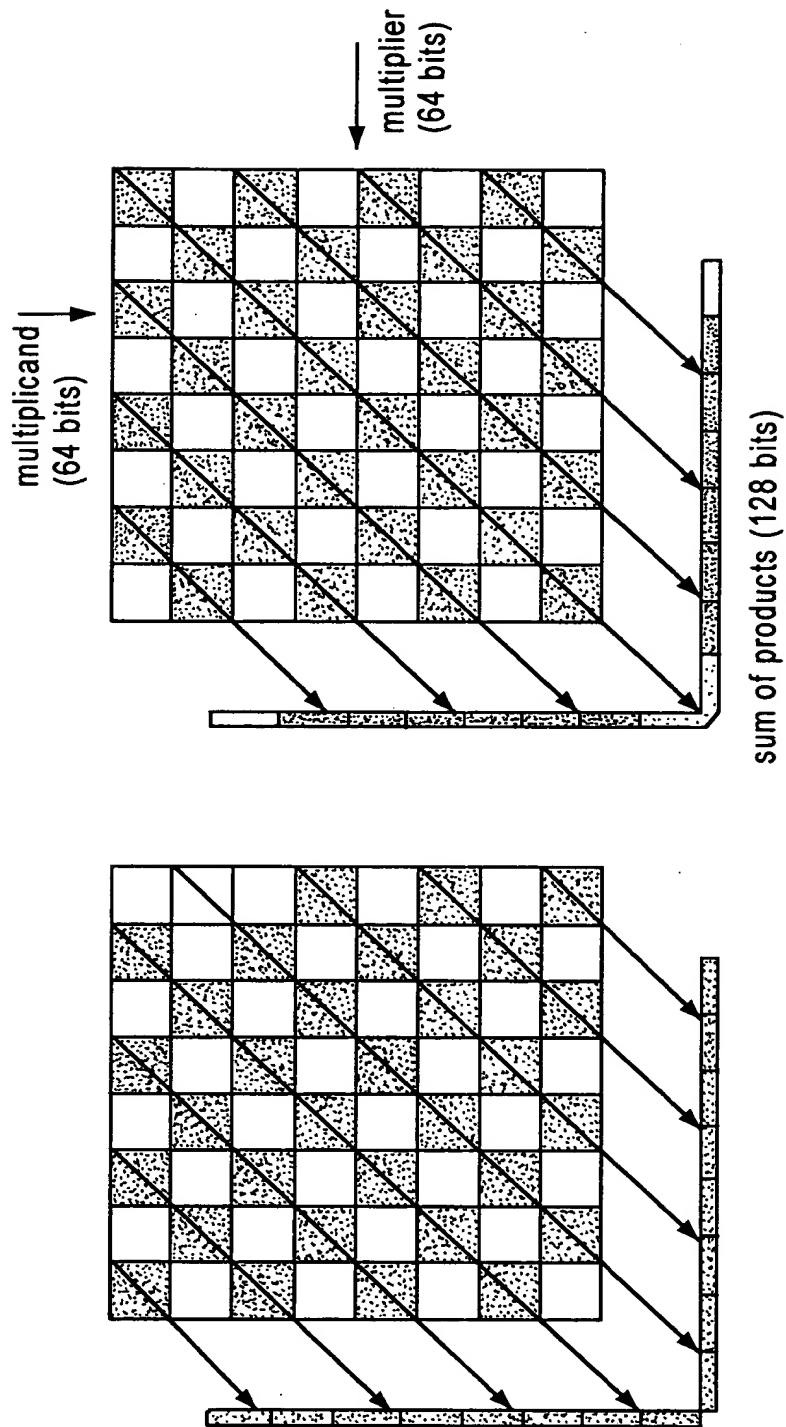 multiplicand
(64 bits)
multiplier
(64 bits)
sum of products (128 bits)